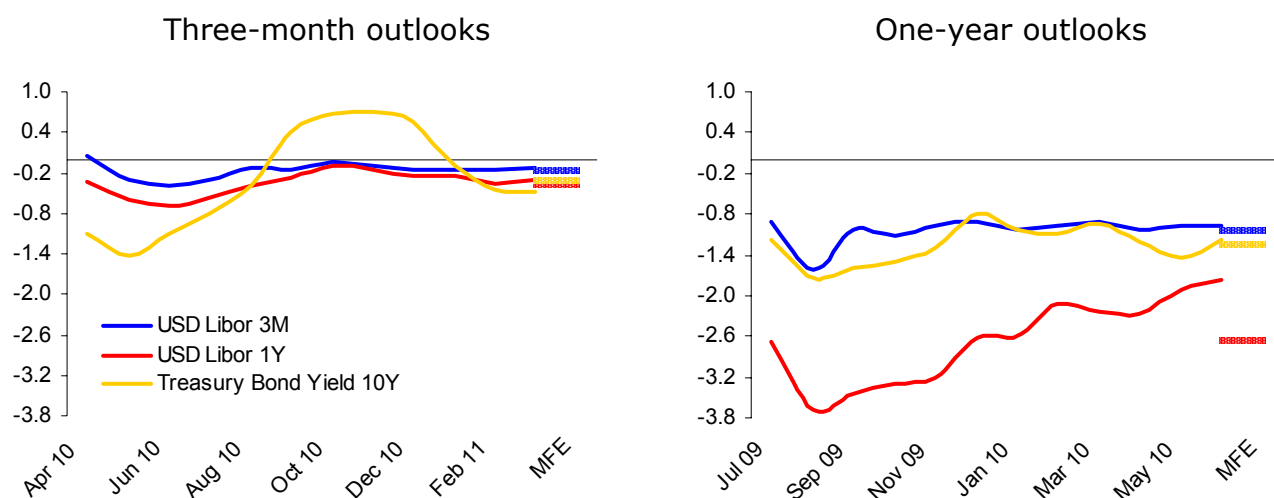 Three-month outlooks
1.0
0.4
-0.2
-0.8
-1.4
-2.0
-2.6
-3.2
-3.8
USD Libor 3M
USD Libor 1Y
Treasury Bond Yield 10Y
Apr 10
Jun 10
Aug 10
Oct 10
Dec 10
Feb 11
MFE
One-year outlooks
1.0
0.4
-0.2
-0.8
-1.4
-2.0
-2.6
-3.2
-3.8
Jul 09
Sep 09
Nov 09
Jan 10
Mar 10
May 10
MFE